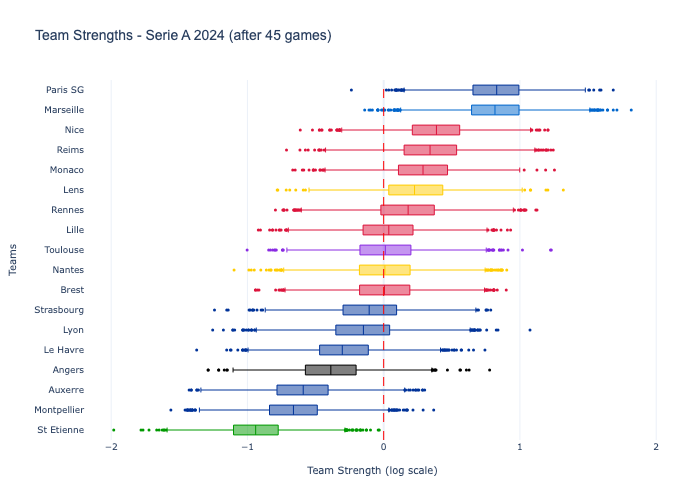 Team Strengths - Serie A 2024 (after 45 games)
Paris SG
Marseille
Nice
Reims
Monaco
Lens
Rennes
Lille
Toulouse
Nantes
Brest
Strasbourg
Lyon
Le Havre
Angers
Auxerre
Montpellier
St Etienne
Teams
−2
−1
0
1
2
Team Strength (log scale)